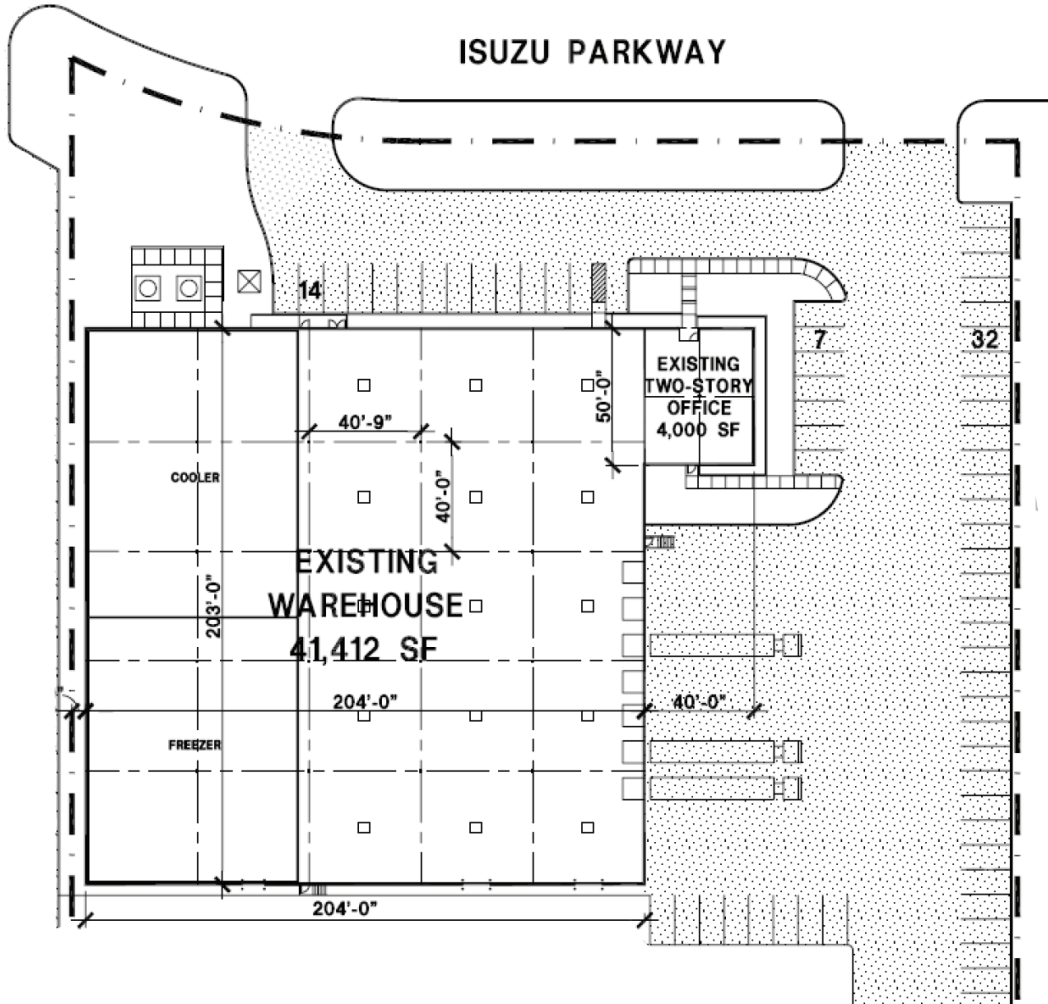 ISUZU PARKWAY
14
7
32
EXISTING
TWO-STORY
OFFICE
4,000 SF
50'-0"
40'-9"
40'-0"
COOLER
EXISTING
WAREHOUSE
41,412 SF
203'-0"
204'-0"
40'-0"
FREEZER
204'-0"